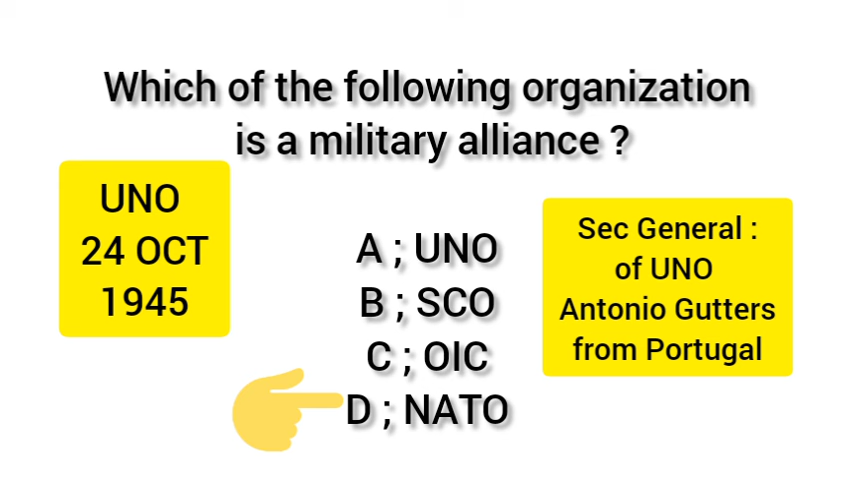 Which of the following organization
is a military alliance ?
UNO
24 OCT
1945
A ; UNO
B ; SCO
C ; OIC
D ; NATO
Sec General :
of UNO
Antonio Gutters
from Portugal